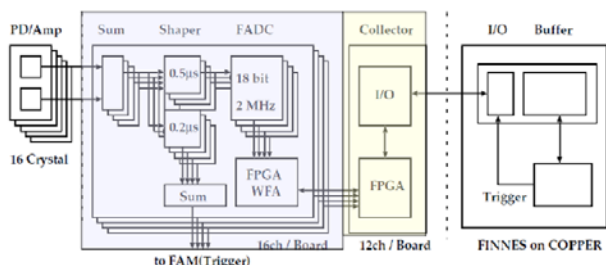 PD/Amp
Sum
Shaper
FADC
Collector
I/O
Buffer
0.5μs
18 bit
2 MHz
I/O
0.2μs
16 Crystal
FPGA
WFA
FPGA
Sum
Trigger
16ch / Board
12ch / Board
FINNES on COPPER
to FAM(Trigger)